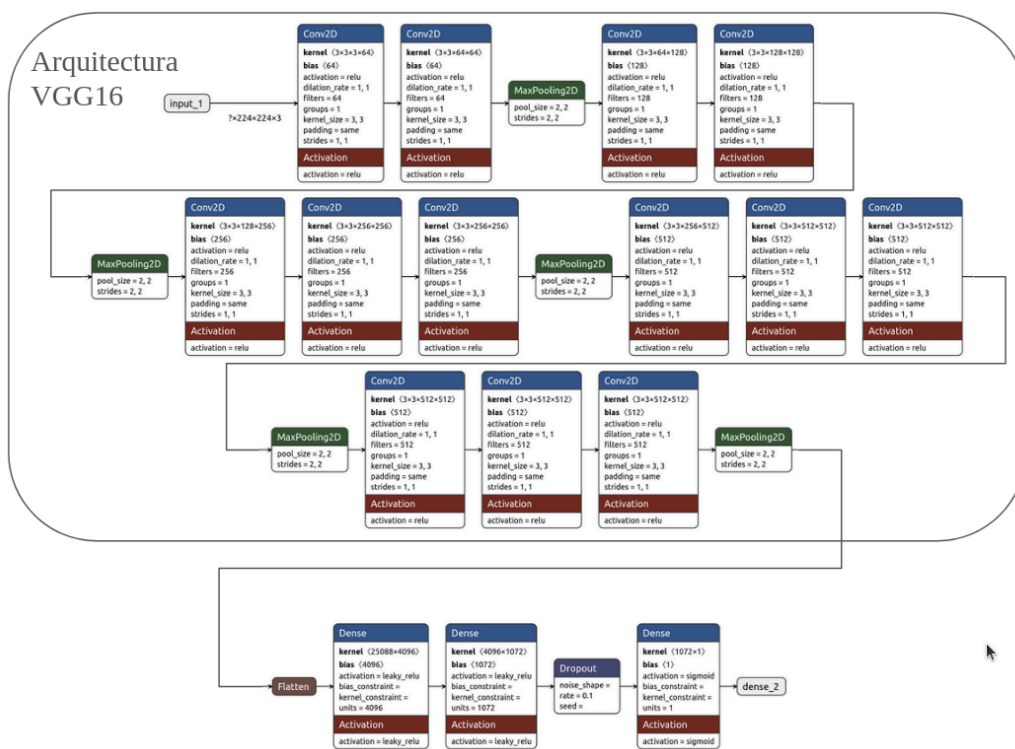 Arquitectura
VGG16
input_1
?×224×224×3
Conv2D
kernel ⟨3×3×3×64⟩
bias ⟨64⟩
activation = relu
dilation_rate = 1, 1
filters = 64
groups = 1
kernel_size = 3, 3
padding = same
strides = 1, 1
Activation
activation = relu
Conv2D
kernel ⟨3×3×64×64⟩
bias ⟨64⟩
activation = relu
dilation_rate = 1, 1
filters = 64
groups = 1
kernel_size = 3, 3
padding = same
strides = 1, 1
Activation
activation = relu
MaxPooling2D
pool_size = 2, 2
strides = 2, 2
Conv2D
kernel ⟨3×3×64×128⟩
bias ⟨128⟩
activation = relu
dilation_rate = 1, 1
filters = 128
groups = 1
kernel_size = 3, 3
padding = same
strides = 1, 1
Activation
activation = relu
Conv2D
kernel ⟨3×3×128×128⟩
bias ⟨128⟩
activation = relu
dilation_rate = 1, 1
filters = 128
groups = 1
kernel_size = 3, 3
padding = same
strides = 1, 1
Activation
activation = relu
MaxPooling2D
pool_size = 2, 2
strides = 2, 2
Conv2D
kernel ⟨3×3×128×256⟩
bias ⟨256⟩
activation = relu
dilation_rate = 1, 1
filters = 256
groups = 1
kernel_size = 3, 3
padding = same
strides = 1, 1
Activation
activation = relu
Conv2D
kernel ⟨3×3×256×256⟩
bias ⟨256⟩
activation = relu
dilation_rate = 1, 1
filters = 256
groups = 1
kernel_size = 3, 3
padding = same
strides = 1, 1
Activation
activation = relu
Conv2D
kernel ⟨3×3×256×256⟩
bias ⟨256⟩
activation = relu
dilation_rate = 1, 1
filters = 256
groups = 1
kernel_size = 3, 3
padding = same
strides = 1, 1
Activation
activation = relu
MaxPooling2D
pool_size = 2, 2
strides = 2, 2
Conv2D
kernel ⟨3×3×256×512⟩
bias ⟨512⟩
activation = relu
dilation_rate = 1, 1
filters = 512
groups = 1
kernel_size = 3, 3
padding = same
strides = 1, 1
Activation
activation = relu
Conv2D
kernel ⟨3×3×512×512⟩
bias ⟨512⟩
activation = relu
dilation_rate = 1, 1
filters = 512
groups = 1
kernel_size = 3, 3
padding = same
strides = 1, 1
Activation
activation = relu
Conv2D
kernel ⟨3×3×512×512⟩
bias ⟨512⟩
activation = relu
dilation_rate = 1, 1
filters = 512
groups = 1
kernel_size = 3, 3
padding = same
strides = 1, 1
Activation
activation = relu
MaxPooling2D
pool_size = 2, 2
strides = 2, 2
Conv2D
kernel ⟨3×3×512×512⟩
bias ⟨512⟩
activation = relu
dilation_rate = 1, 1
filters = 512
groups = 1
kernel_size = 3, 3
padding = same
strides = 1, 1
Activation
activation = relu
Conv2D
kernel ⟨3×3×512×512⟩
bias ⟨512⟩
activation = relu
dilation_rate = 1, 1
filters = 512
groups = 1
kernel_size = 3, 3
padding = same
strides = 1, 1
Activation
activation = relu
Conv2D
kernel ⟨3×3×512×512⟩
bias ⟨512⟩
activation = relu
dilation_rate = 1, 1
filters = 512
groups = 1
kernel_size = 3, 3
padding = same
strides = 1, 1
Activation
activation = relu
MaxPooling2D
pool_size = 2, 2
strides = 2, 2
Flatten
Dense
kernel ⟨25088×4096⟩
bias ⟨4096⟩
activation = leaky_relu
bias_constraint =
kernel_constraint =
units = 4096
Activation
activation = leaky_relu
Dense
kernel ⟨4096×1072⟩
bias ⟨1072⟩
activation = leaky_relu
bias_constraint =
kernel_constraint =
units = 1072
Activation
activation = leaky_relu
Dropout
noise_shape =
rate = 0.1
seed =
Dense
kernel ⟨1072×1⟩
bias ⟨1⟩
activation = sigmoid
bias_constraint =
kernel_constraint =
units = 1
Activation
activation = sigmoid
dense_2